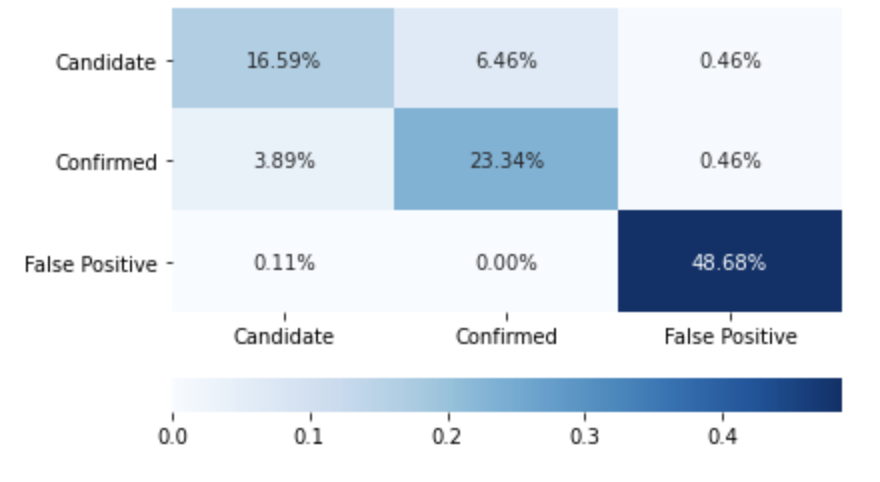 Candidate 16.59% 6.46% 0.46%
Confirmed 3.89% 23.34% 0.46%
False Positive 0.11% 0.00% 48.68%
Candidate Confirmed False Positive
0.0 0.1 0.2 0.3 0.4